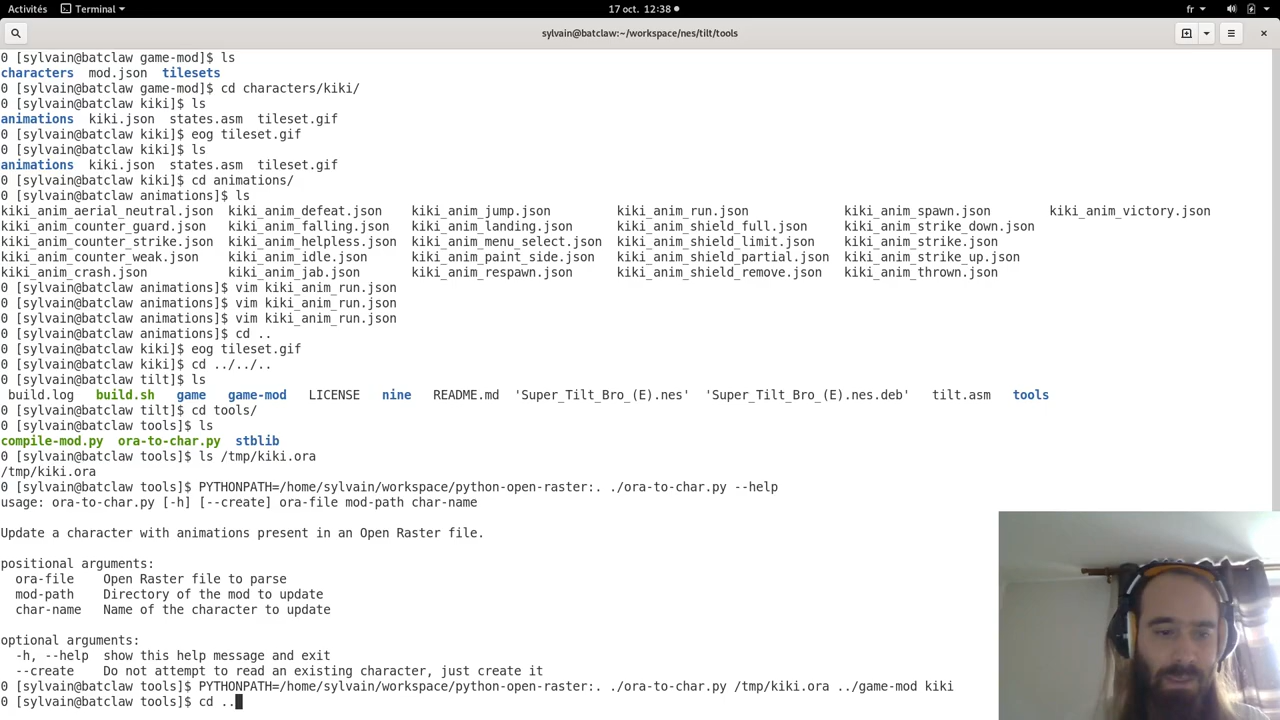 Activités Terminal 17 oct. 12:38 fr
sylvain@batclaw:~/workspace/nes/tilt/tools
0 [sylvain@batclaw game-mod]$ ls
characters mod.json tilesets
0 [sylvain@batclaw game-mod]$ cd characters/kiki/
0 [sylvain@batclaw kiki]$ ls
animations kiki.json states.asm tileset.gif
0 [sylvain@batclaw kiki]$ eog tileset.gif
0 [sylvain@batclaw kiki]$ ls
animations kiki.json states.asm tileset.gif
0 [sylvain@batclaw kiki]$ cd animations/
0 [sylvain@batclaw animations]$ ls
kiki_anim_aerial_neutral.json kiki_anim_defeat.json kiki_anim_jump.json kiki_anim_run.json kiki_anim_spawn.json kiki_anim_victory.json
kiki_anim_counter_guard.json kiki_anim_falling.json kiki_anim_landing.json kiki_anim_shield_full.json kiki_anim_strike_down.json
kiki_anim_counter_strike.json kiki_anim_helpless.json kiki_anim_menu_select.json kiki_anim_shield_limit.json kiki_anim_strike.json
kiki_anim_counter_weak.json kiki_anim_idle.json kiki_anim_paint_side.json kiki_anim_shield_partial.json kiki_anim_strike_up.json
kiki_anim_crash.json kiki_anim_jab.json kiki_anim_respawn.json kiki_anim_shield_remove.json kiki_anim_thrown.json
0 [sylvain@batclaw animations]$ vim kiki_anim_run.json
0 [sylvain@batclaw animations]$ vim kiki_anim_run.json
0 [sylvain@batclaw animations]$ vim kiki_anim_run.json
0 [sylvain@batclaw animations]$ cd ..
0 [sylvain@batclaw kiki]$ eog tileset.gif
0 [sylvain@batclaw kiki]$ cd ../../..
0 [sylvain@batclaw tilt]$ ls
build.log build.sh game game-mod LICENSE nine README.md 'Super_Tilt_Bro_(E).nes' 'Super_Tilt_Bro_(E).nes.deb' tilt.asm tools
0 [sylvain@batclaw tilt]$ cd tools/
0 [sylvain@batclaw tools]$ ls
compile-mod.py ora-to-char.py stblib
0 [sylvain@batclaw tools]$ ls /tmp/kiki.ora
/tmp/kiki.ora
0 [sylvain@batclaw tools]$ PYTHONPATH=/home/sylvain/workspace/python-open-raster:. ./ora-to-char.py --help
usage: ora-to-char.py [-h] [--create] ora-file mod-path char-name
Update a character with animations present in an Open Raster file.
positional arguments:
ora-file Open Raster file to parse
mod-path Directory of the mod to update
char-name Name of the character to update
optional arguments:
-h, --help show this help message and exit
--create Do not attempt to read an existing character, just create it
0 [sylvain@batclaw tools]$ PYTHONPATH=/home/sylvain/workspace/python-open-raster:. ./ora-to-char.py /tmp/kiki.ora ../game-mod kiki
0 [sylvain@batclaw tools]$ cd ..